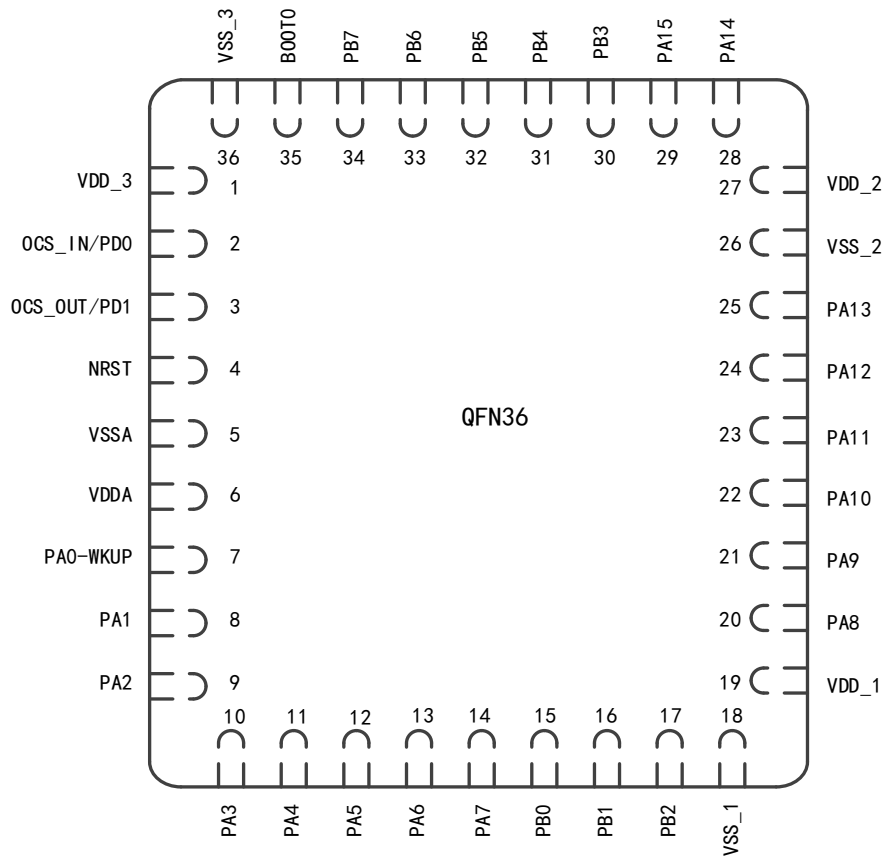 VSS_3
BOOT0
PB7
PB6
PB5
PB4
PB3
PA15
PA14
36
35
34
33
32
31
30
29
28
VDD_3
1
27
VDD_2
OCS_IN/PD0
2
26
VSS_2
OCS_OUT/PD1
3
25
PA13
NRST
4
24
PA12
QFN36
VSSA
5
23
PA11
VDDA
6
22
PA10
PA0-WKUP
7
21
PA9
PA1
8
20
PA8
PA2
9
19
VDD_1
10
11
12
13
14
15
16
17
18
PA3
PA4
PA5
PA6
PA7
PB0
PB1
PB2
VSS_1